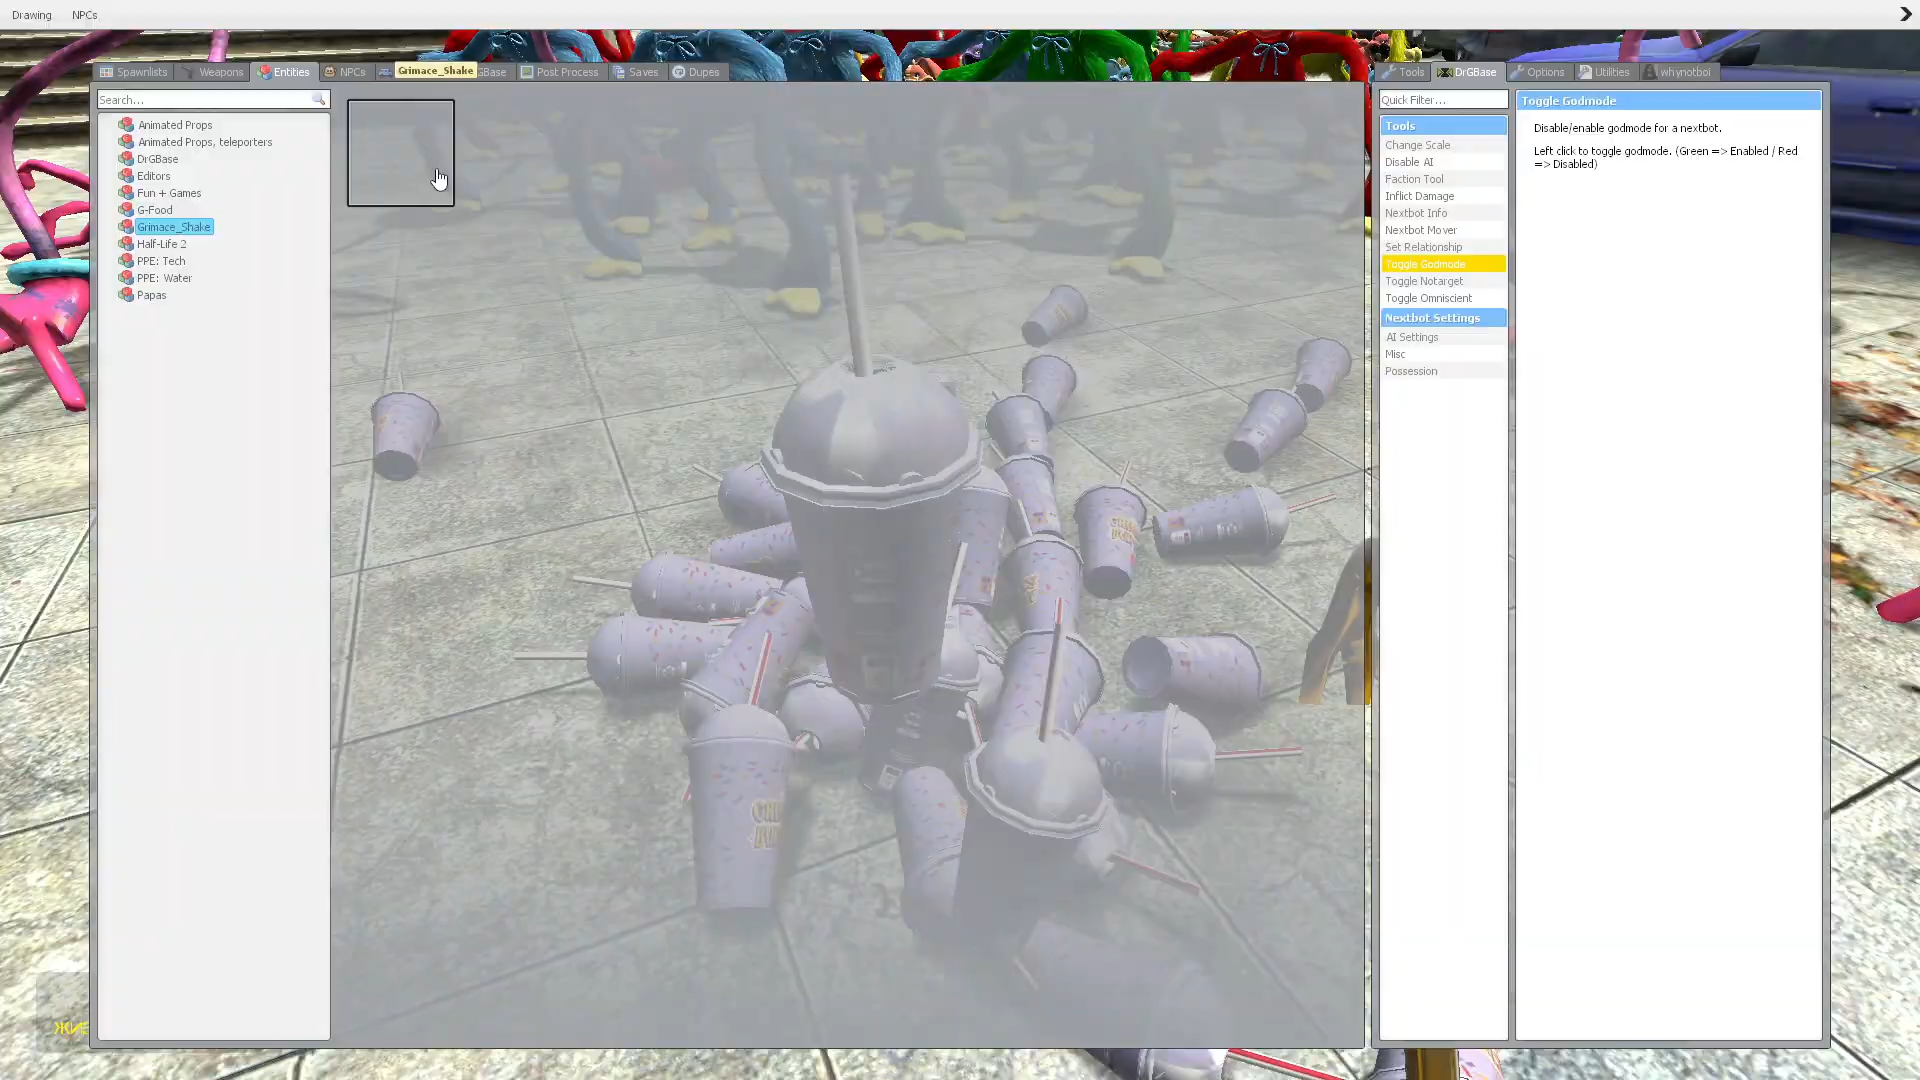 Drawing NPCs
Spawnlists Weapons Entities NPCs Grimace_Shake Base Post Process Saves Dupes
Tools DrGBase Options Utilities whynotboi
Search...
Animated Props
Animated Props, teleporters
DrGBase
Editors
Fun + Games
G-Food
Grimace_Shake
Half-Life 2
PPE: Tech
PPE: Water
Papas
Quick Filter...
Tools
Change Scale
Disable AI
Faction Tool
Inflict Damage
Nextbot Info
Nextbot Mover
Set Relationship
Toggle Godmode
Toggle Notarget
Toggle Omniscient
Nextbot Settings
AI Settings
Misc
Possession
Toggle Godmode
Disable/enable godmode for a nextbot.
Left click to toggle godmode. (Green => Enabled / Red
=> Disabled)